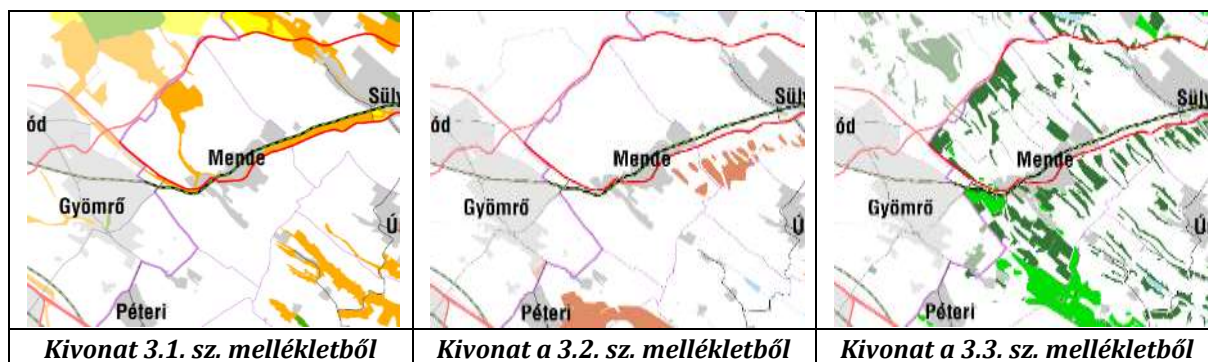 ód
Süly
Mende
Gyömrő
Ú
Péteri
Kivonat 3.1. sz. mellékletből
ód
Süly
Mende
Gyömrő
Ú
Péteri
Kivonat a 3.2. sz. mellékletből
ód
Süly
Mende
Gyömrő
Ú
Péteri
Kivonat a 3.3. sz. mellékletből